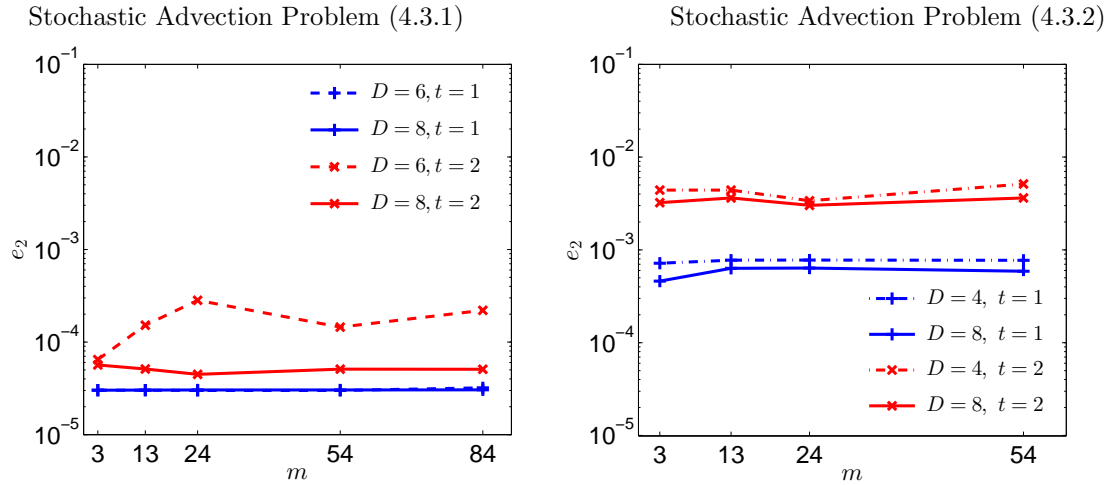 Stochastic Advection Problem (4.3.1)
10^{-1}
10^{-2}
10^{-3}
10^{-4}
10^{-5}
e_2
D = 6, t = 1
D = 8, t = 1
D = 6, t = 2
D = 8, t = 2
3 13 24 54 84
m
Stochastic Advection Problem (4.3.2)
10^{-1}
10^{-2}
10^{-3}
10^{-4}
10^{-5}
e_2
D = 4, t = 1
D = 8, t = 1
D = 4, t = 2
D = 8, t = 2
3 13 24 54
m